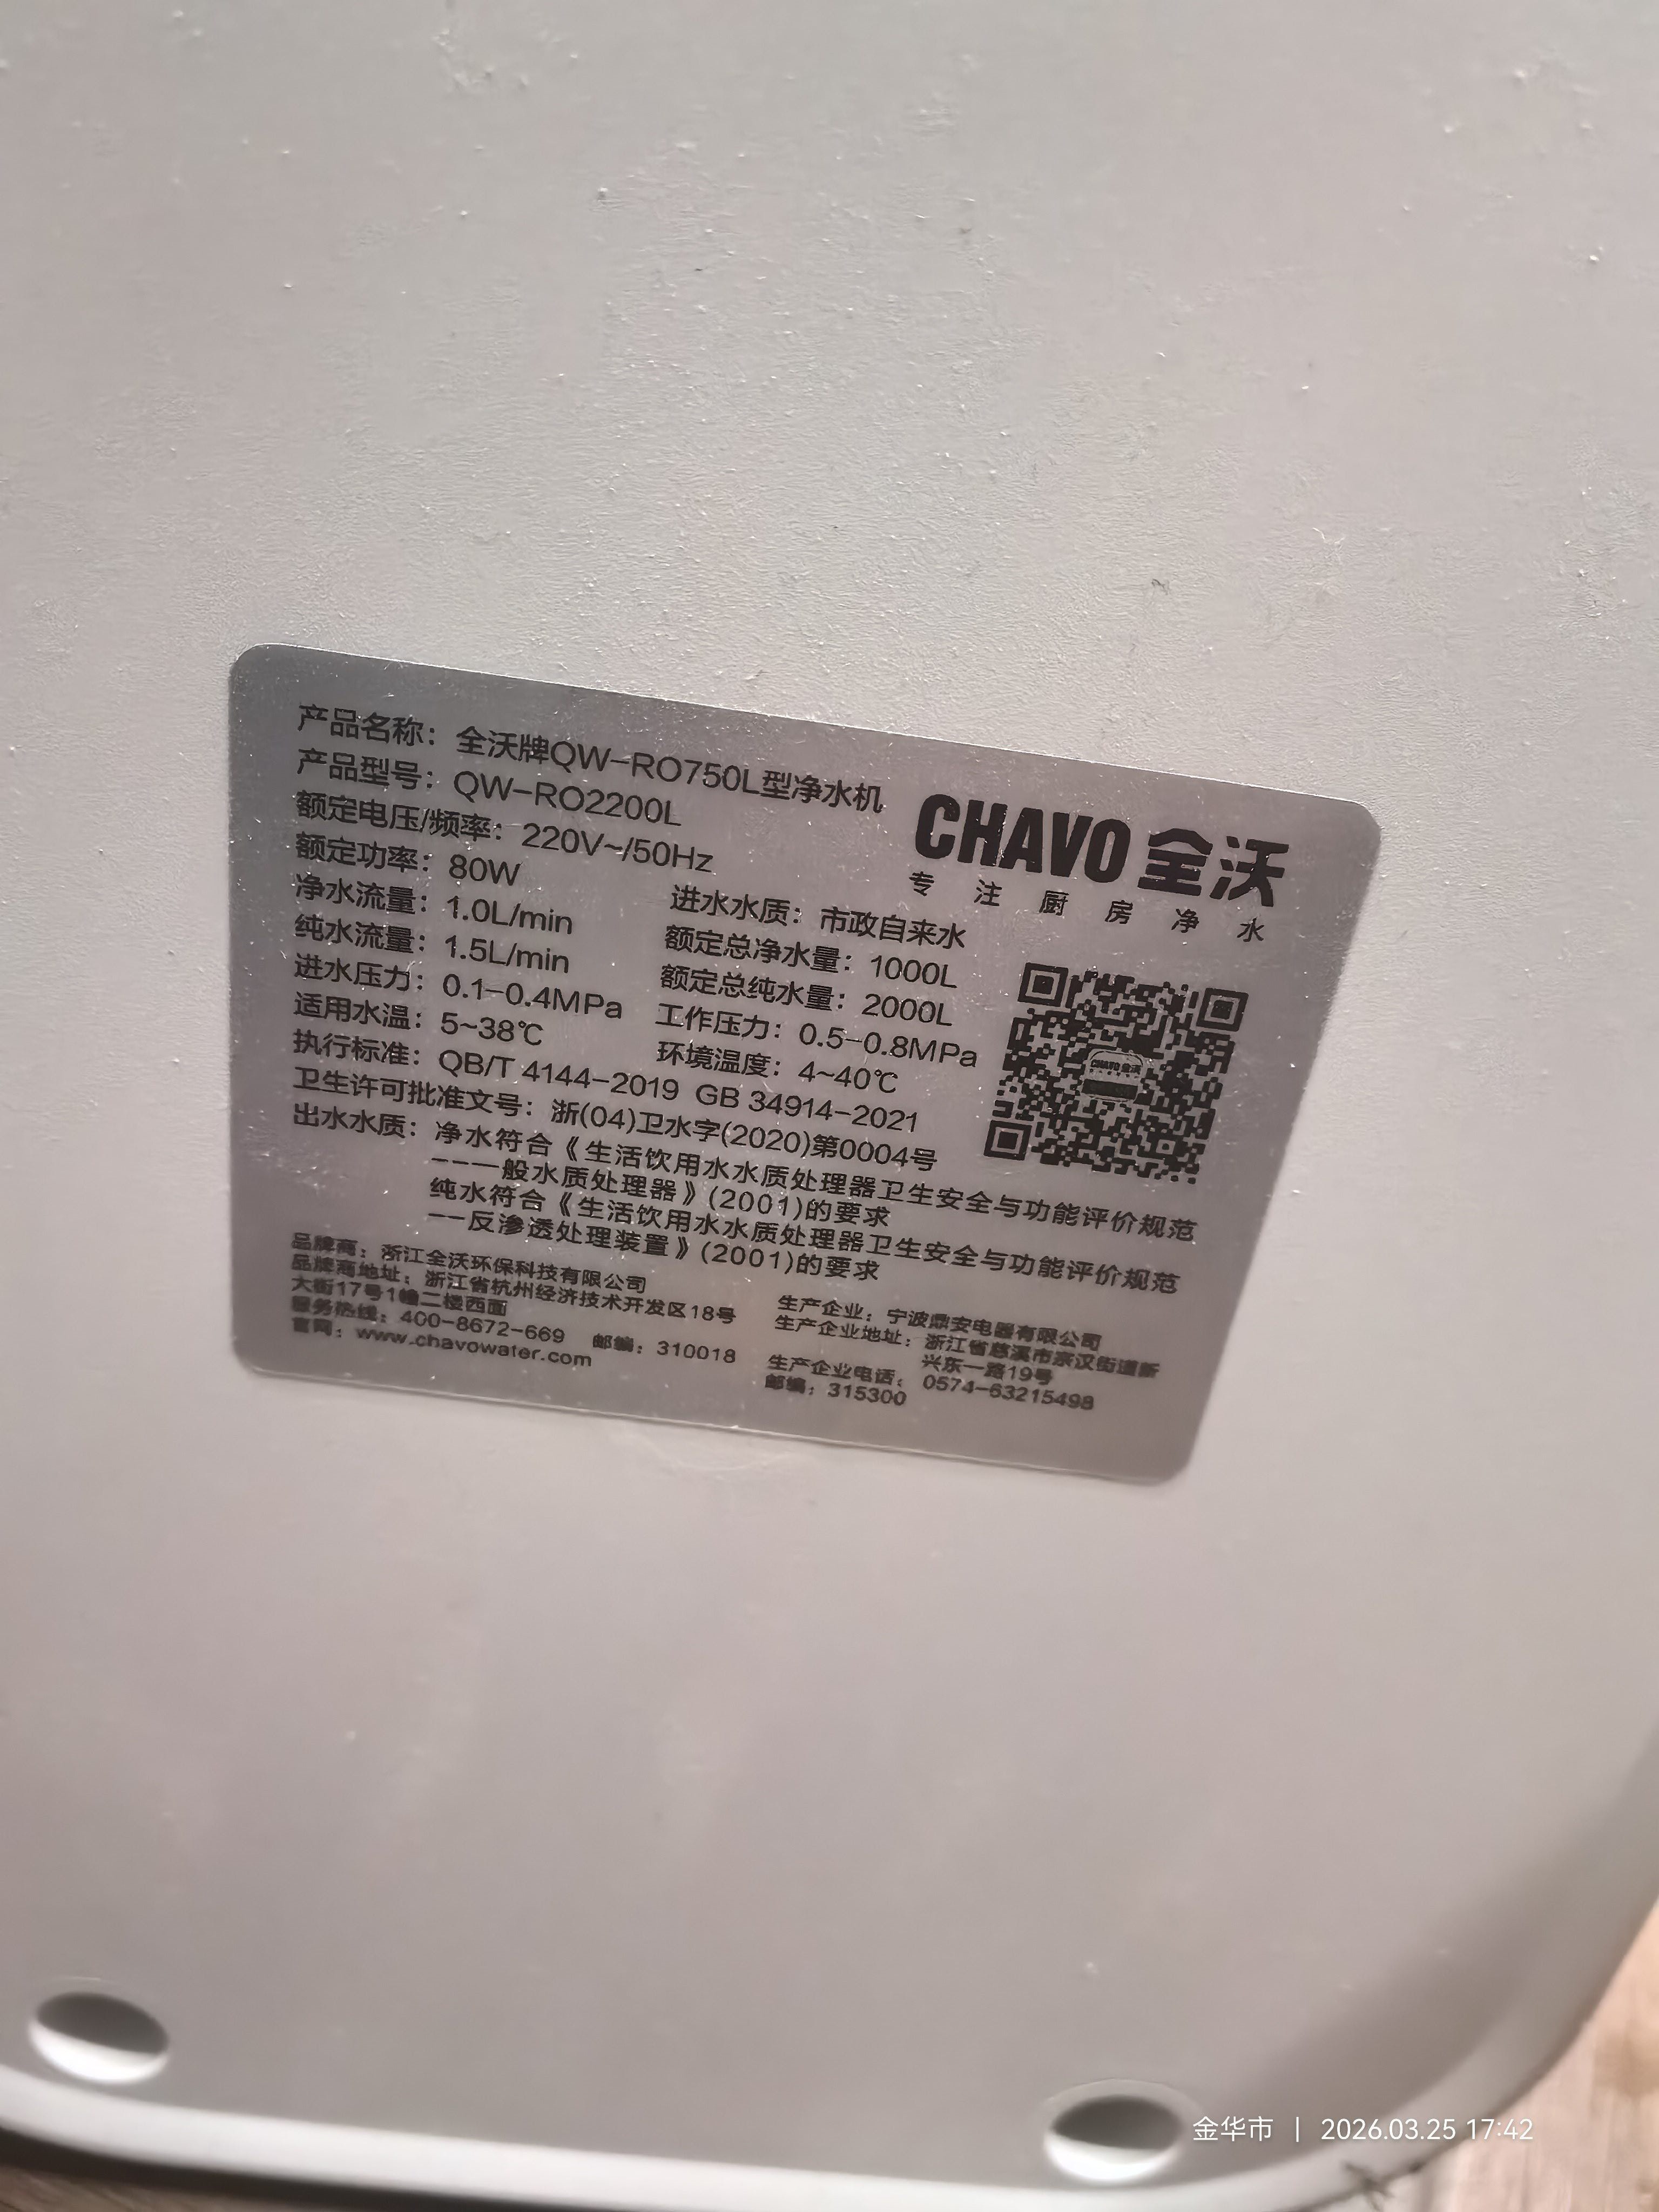 产品名称：全沃牌QW-RO750L型净水机
产品型号：QW-RO2200L
额定电压/频率：220V~/50Hz
额定功率：80W
净水流量：1.0L/min
纯水流量：1.5L/min
进水压力：0.1-0.4MPa
适用水温：5~38℃
进水水质：市政自来水
额定总净水量：1000L
额定总纯水量：2000L
工作压力：0.5-0.8MPa
环境温度：4~40℃
执行标准：QB/T 4144-2019 GB 34914-2021
卫生许可批准文号：浙(04)卫水字(2020)第0004号
出水水质：净水符合《生活饮用水水质处理器卫生安全与功能评价规范
---一般水质处理器》(2001)的要求
纯水符合《生活饮用水水质处理器卫生安全与功能评价规范
--反渗透处理装置》(2001)的要求
CHAVO 全沃
专注厨房净水
CHAVO 全沃
品牌商：浙江全沃环保科技有限公司
品牌商地址：浙江省杭州经济技术开发区18号
大街17号1幢二楼西面
服务热线：400-8672-669 邮编：310018
官网：www.chavowater.com
生产企业：宁波鼎安电器有限公司
生产企业地址：浙江省慈溪市宗汉街道新
兴东一路19号
生产企业电话：0574-63215498
邮编：315300
金华市 | 2026.03.25 17:42